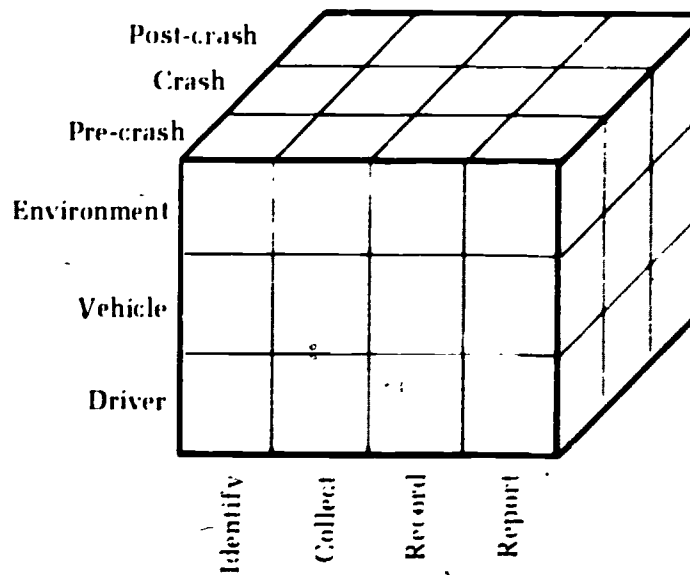 Post-crash
Crash
Pre-crash
Environment
Vehicle
Driver
Identify
Collect
Record
Report